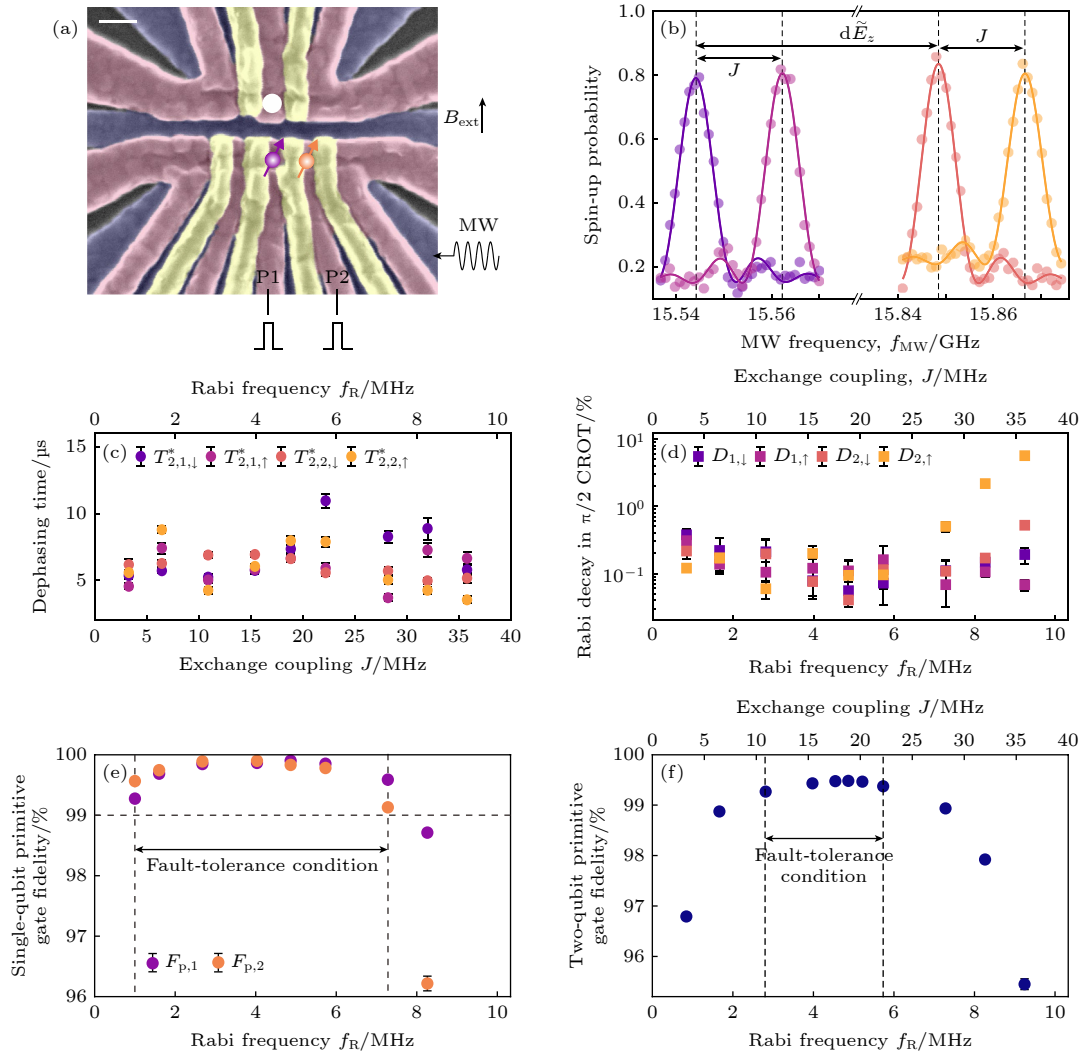 (a)
B_ext
MW
P1
P2
(b)
dẼ_z
J
J
Spin-up probability
1.0
0.8
0.6
0.4
0.2
15.54
15.56
15.84
15.86
MW frequency, f_MW/GHz
Rabi frequency f_R/MHz
0
2
4
6
8
10
(c)
T*_2,1,↓
T*_2,1,↑
T*_2,2,↓
T*_2,2,↑
Dephasing time/µs
15
10
5
0
5
10
15
20
25
30
35
40
Exchange coupling J/MHz
Exchange coupling, J/MHz
0
5
10
15
20
25
30
35
40
(d)
D_1,↓
D_1,↑
D_2,↓
D_2,↑
Rabi decay in π/2 CROT/%
10^1
10^0
10^−1
0
2
4
6
8
10
Rabi frequency f_R/MHz
(e)
Single-qubit primitive
gate fidelity/%
100
99
98
97
96
Fault-tolerance condition
F_p,1
F_p,2
0
2
4
6
8
10
Rabi frequency f_R/MHz
Exchange coupling J/MHz
0
5
10
15
20
25
30
35
40
(f)
Two-qubit primitive
gate fidelity/%
100
99
98
97
96
Fault-tolerance
condition
0
2
4
6
8
10
Rabi frequency f_R/MHz